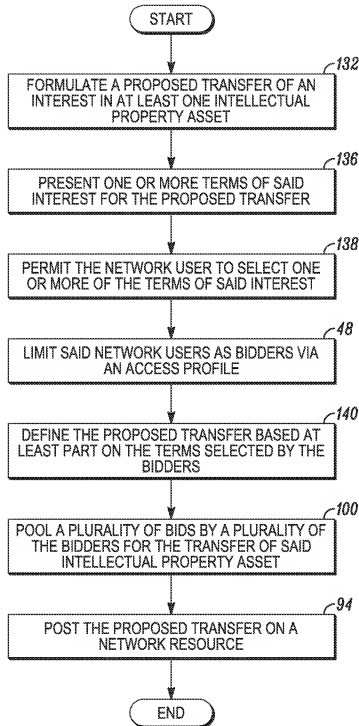 START
132
FORMULATE A PROPOSED TRANSFER OF AN
INTEREST IN AT LEAST ONE INTELLECTUAL
PROPERTY ASSET
136
PRESENT ONE OR MORE TERMS OF SAID
INTEREST FOR THE PROPOSED TRANSFER
138
PERMIT THE NETWORK USER TO SELECT ONE
OR MORE OF THE TERMS OF SAID INTEREST
48
LIMIT SAID NETWORK USERS AS BIDDERS VIA
AN ACCESS PROFILE
140
DEFINE THE PROPOSED TRANSFER BASED AT
LEAST PART ON THE TERMS SELECTED BY THE
BIDDERS
100
POOL A PLURALITY OF BIDS BY A PLURALITY OF
THE BIDDERS FOR THE TRANSFER OF SAID
INTELLECTUAL PROPERTY ASSET
94
POST THE PROPOSED TRANSFER ON A
NETWORK RESOURCE
END